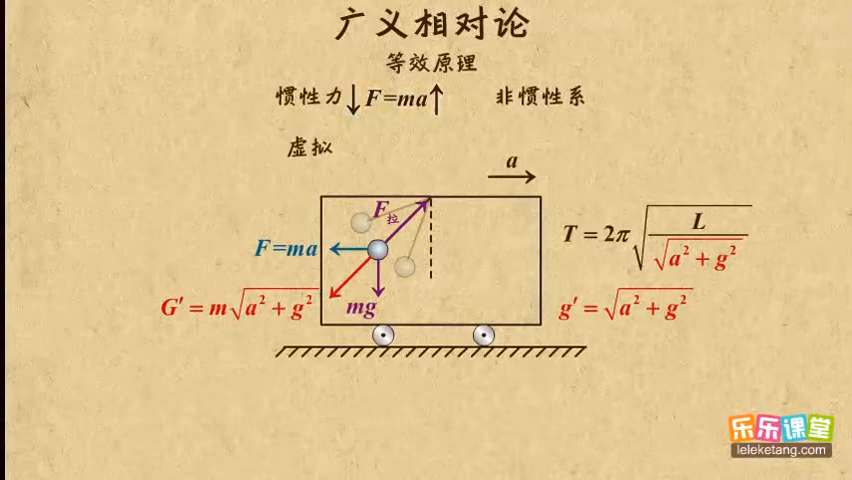 广义相对论
等效原理
惯性力↓F=ma↑ 非惯性系
虚拟
a
F拉
F=ma
T = 2π√(L/√(a²+g²))
G′ = m√(a²+g²)
mg
g′ = √(a²+g²)
乐乐课堂
leleketang.com